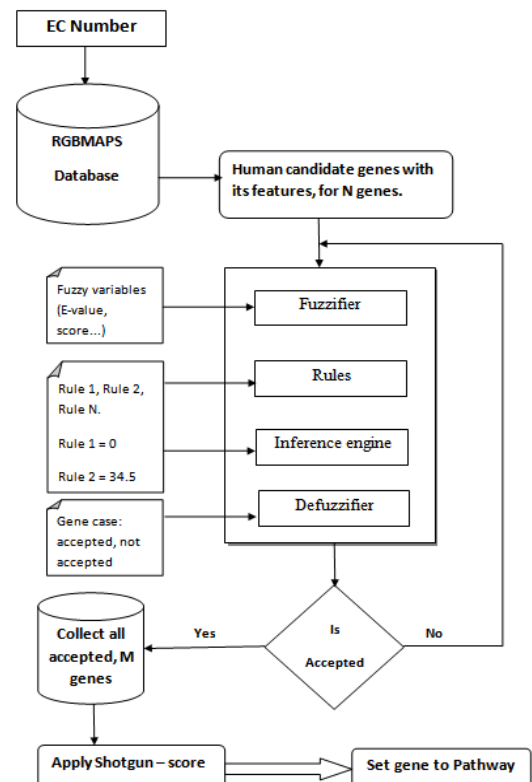 EC Number
RGBMAPS
Database
Human candidate genes with
its features, for N genes.
Fuzzy variables
(E-value,
score...)
Fuzzifier
Rule 1, Rule 2,
Rule N.
Rule 1 = 0
Rule 2 = 34.5
Rules
Inference engine
Gene case:
accepted, not
accepted
Defuzzifier
Is
Accepted
Yes
No
Collect all
accepted, M
genes
Apply Shotgun – score
Set gene to Pathway